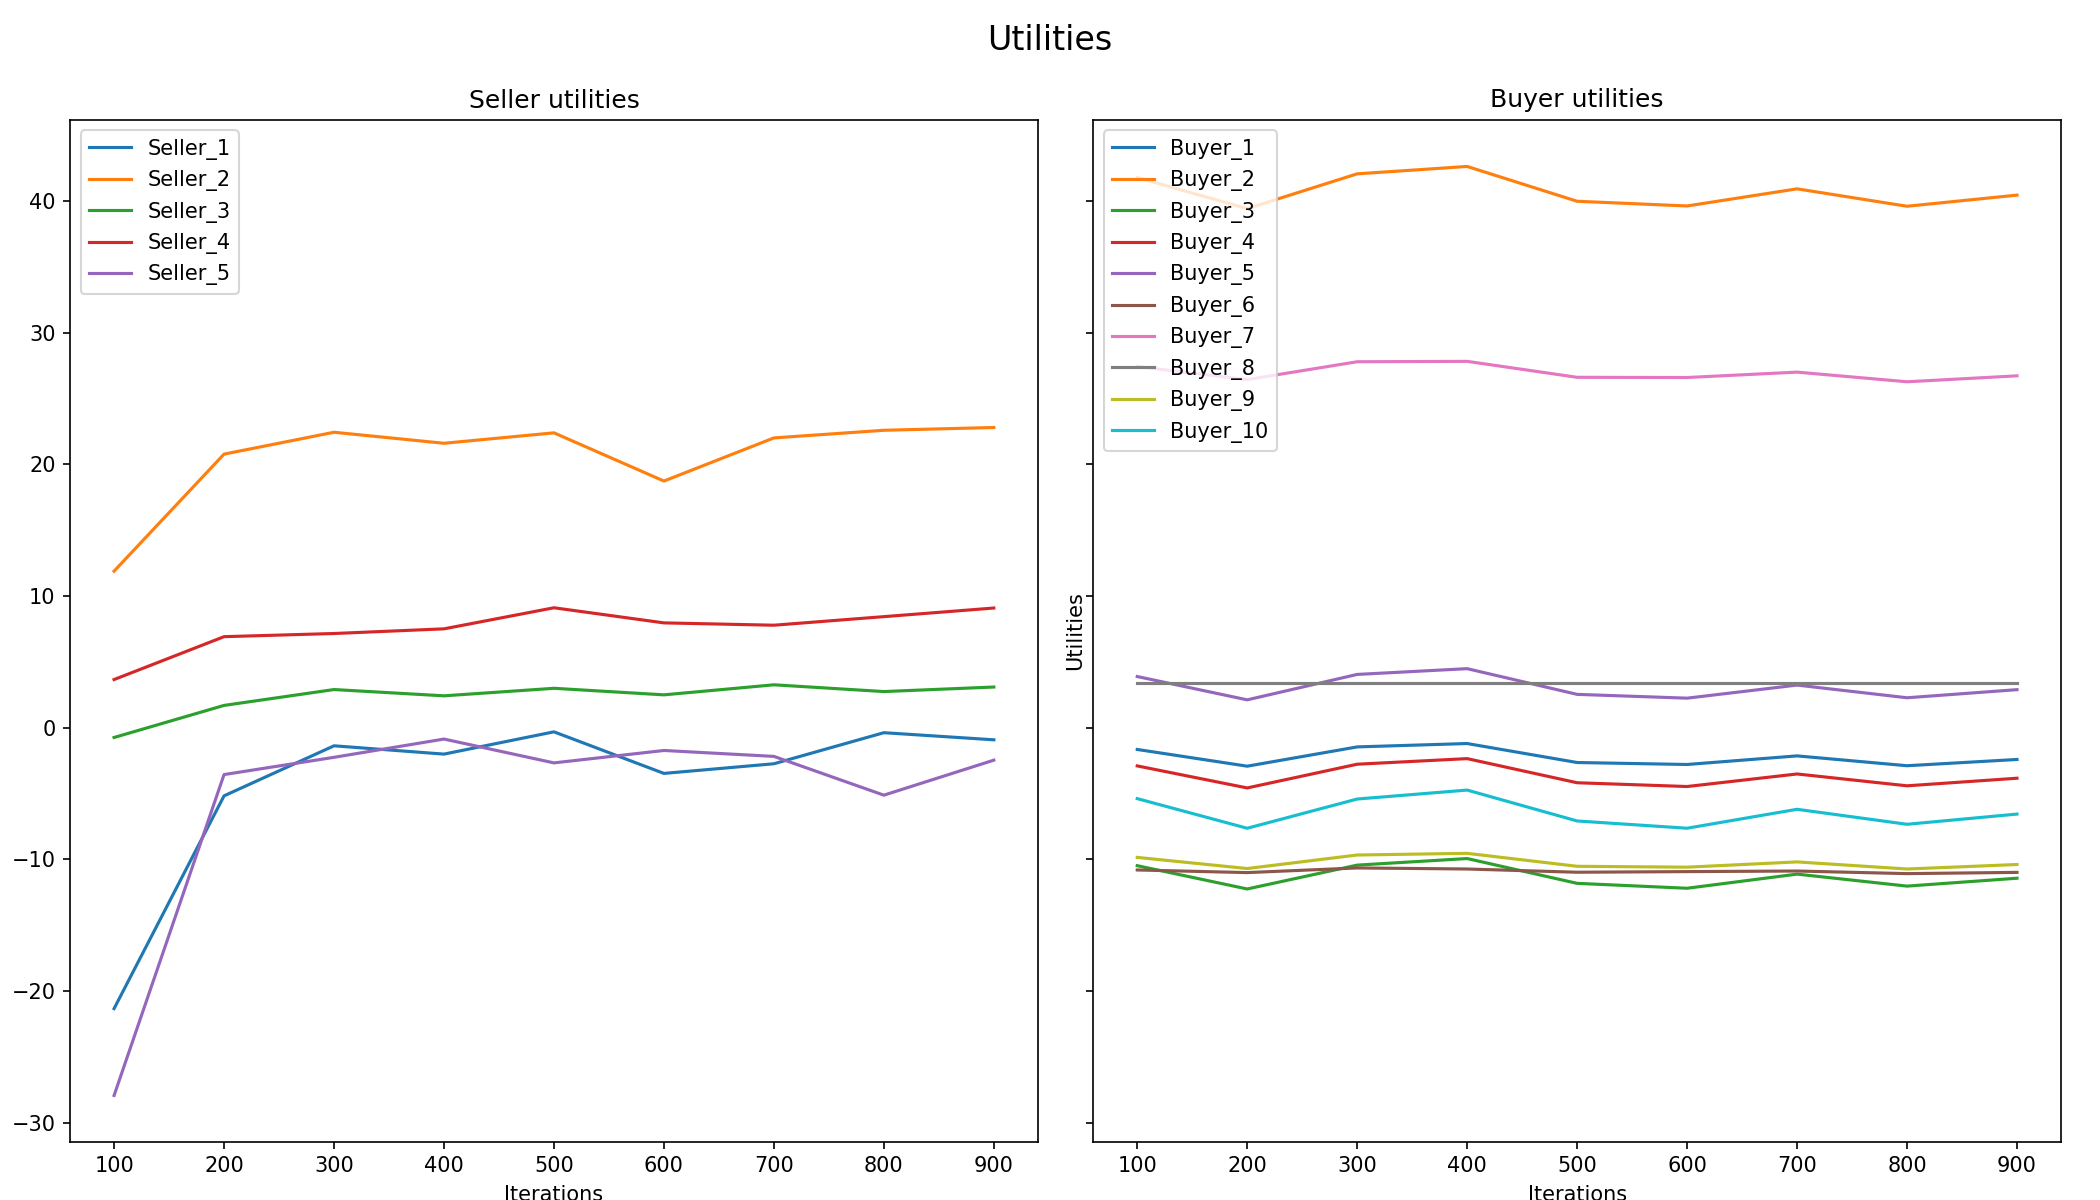 Utilities
Seller utilities
Seller_1
Seller_2
Seller_3
Seller_4
Seller_5
40
30
20
10
0
−10
−20
−30
100 200 300 400 500 600 700 800 900
Iterations
Buyer utilities
Buyer_1
Buyer_2
Buyer_3
Buyer_4
Buyer_5
Buyer_6
Buyer_7
Buyer_8
Buyer_9
Buyer_10
Utilities
100 200 300 400 500 600 700 800 900
Iterations